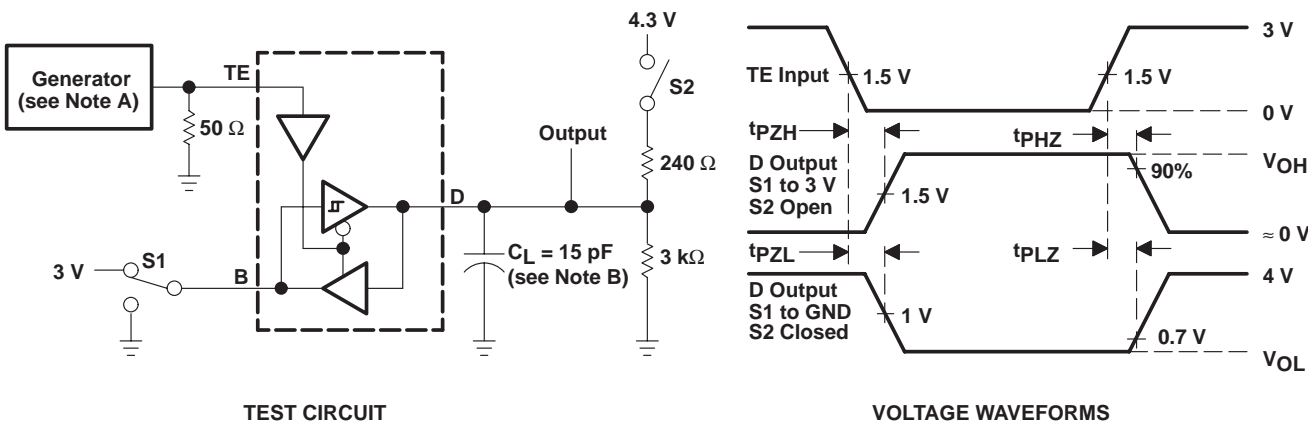 4.3 V
Generator
(see Note A)
TE
50 Ω
S2
Output
240 Ω
D
3 V
S1
B
CL = 15 pF
(see Note B)
3 kΩ
TEST CIRCUIT
3 V
TE Input
1.5 V
1.5 V
0 V
tPZH
tPHZ
D Output
S1 to 3 V
S2 Open
VOH
90%
1.5 V
≈ 0 V
tPZL
tPLZ
D Output
S1 to GND
S2 Closed
4 V
1 V
0.7 V
VOL
VOLTAGE WAVEFORMS